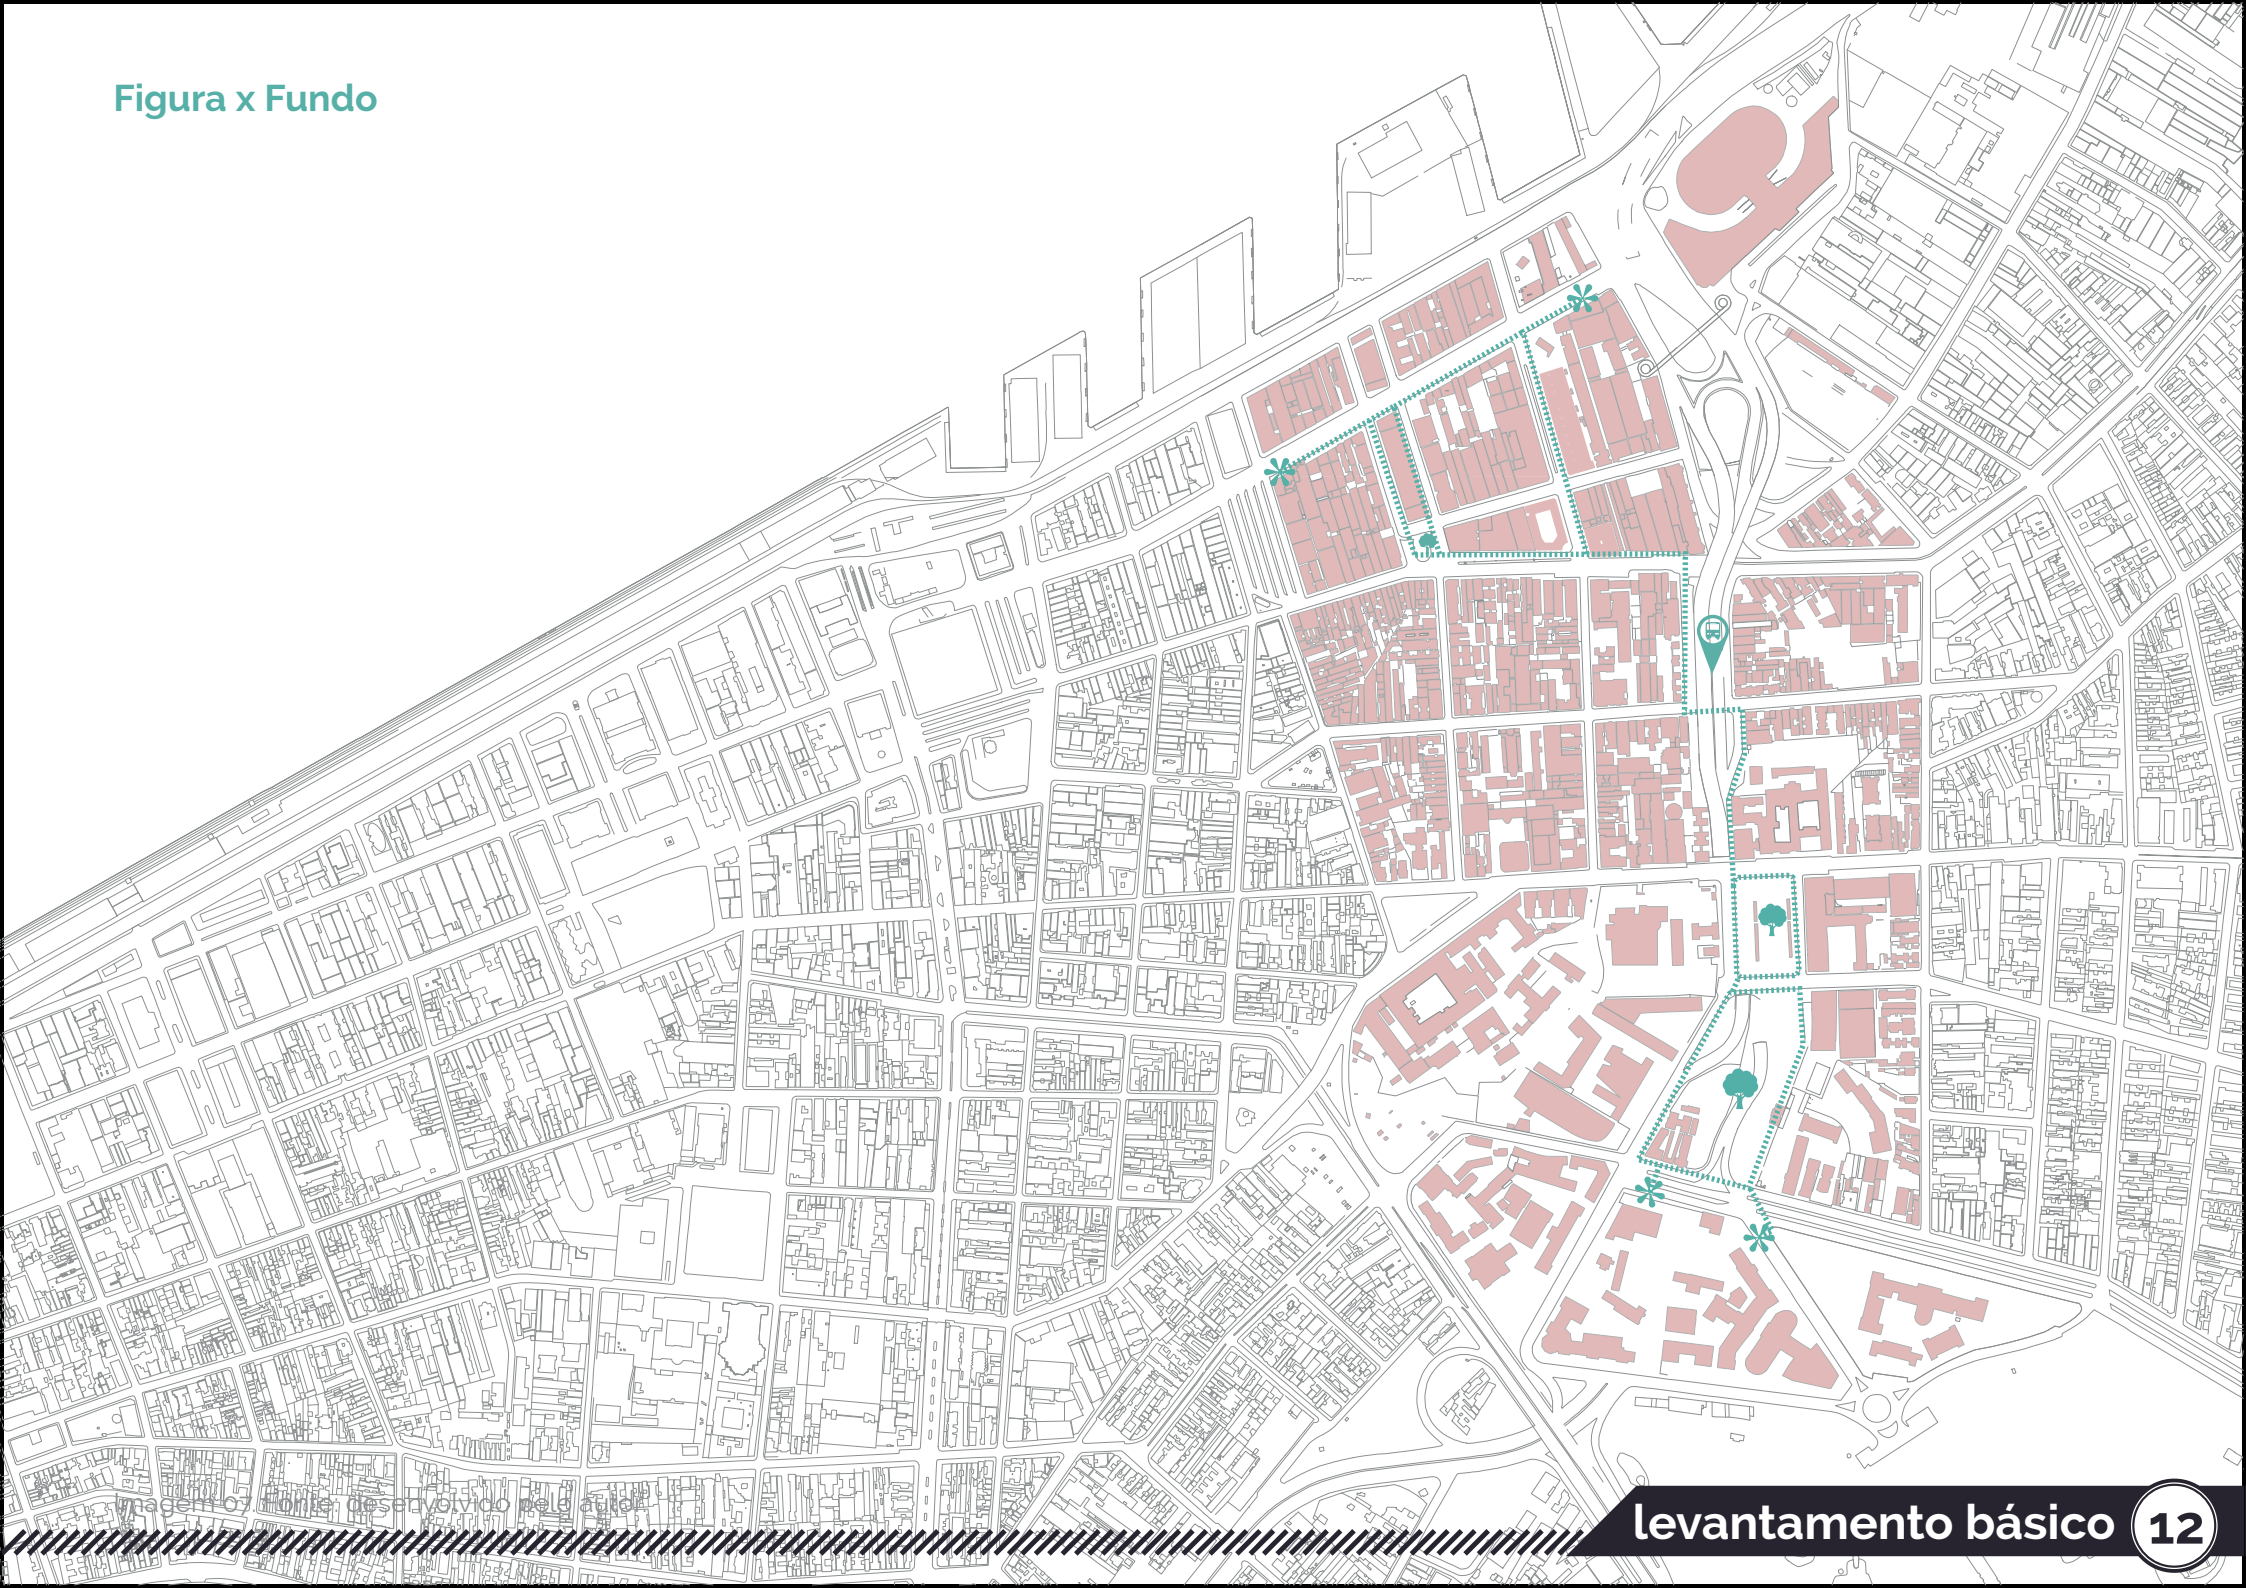 Figura x Fundo
Imagem 07. Fonte: desenvolvido pelo autor.
levantamento básico 12